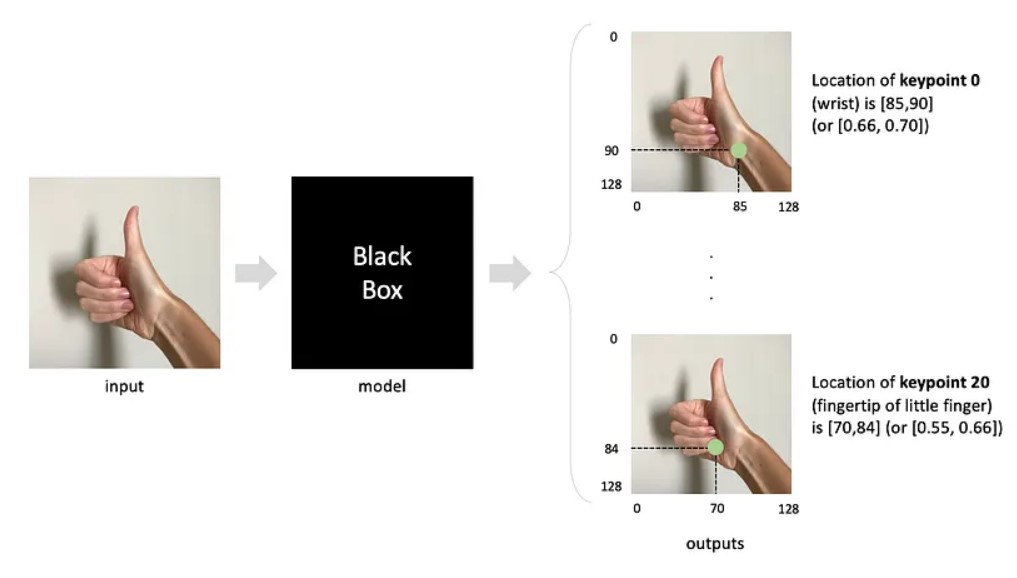 input
Black
Box
model
0
90
128
0
85
128
Location of keypoint 0
(wrist) is [85,90]
(or [0.66, 0.70])
0
84
128
0
70
128
Location of keypoint 20
(fingertip of little finger)
is [70,84] (or [0.55, 0.66])
outputs